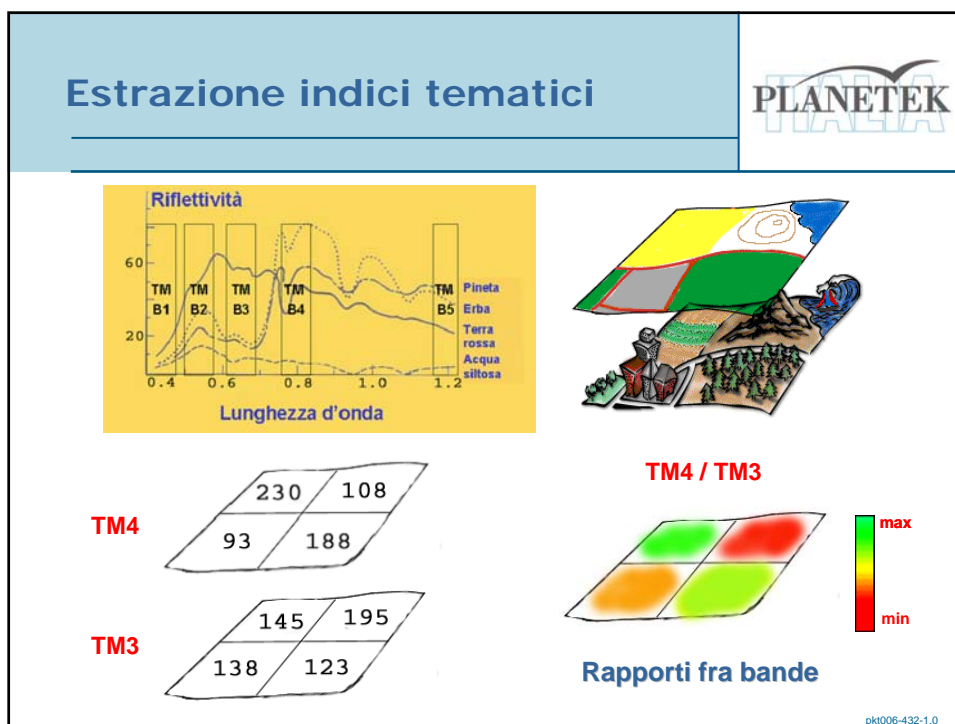 Estrazione indici tematici
PLANETEK
ITALIA
Riflettività
60
20
TM
B1
TM
B2
TM
B3
TM
B4
TM
B5
Pineta
Erba
Terra
rossa
Acqua
siltosa
0.4 0.6 0.8 1.0 1.2
Lunghezza d'onda
TM4
230 108
93 188
TM3
145 195
138 123
TM4 / TM3
max
min
Rapporti fra bande
pkt006-432-1.0